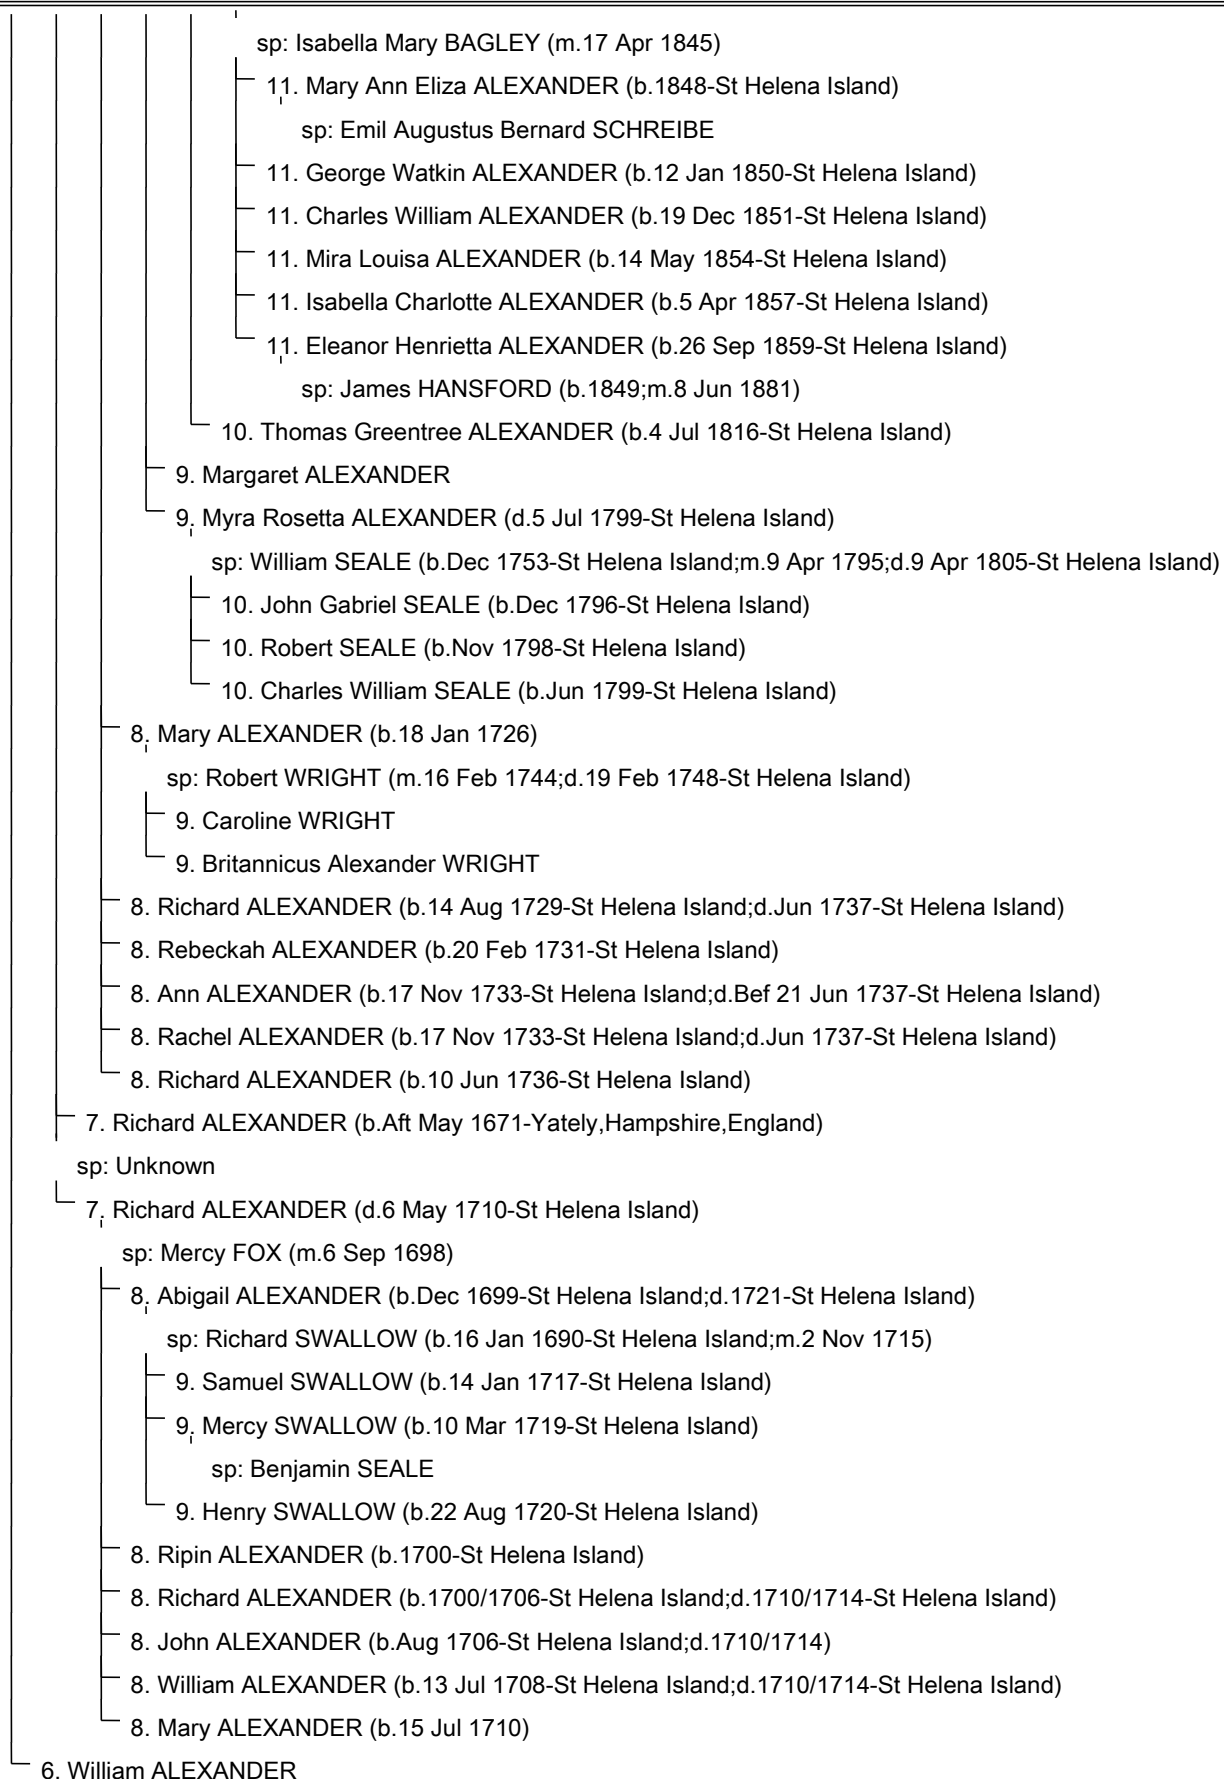 sp: Isabella Mary BAGLEY (m.17 Apr 1845)
11. Mary Ann Eliza ALEXANDER (b.1848-St Helena Island)
sp: Emil Augustus Bernard SCHREIBE
11. George Watkin ALEXANDER (b.12 Jan 1850-St Helena Island)
11. Charles William ALEXANDER (b.19 Dec 1851-St Helena Island)
11. Mira Louisa ALEXANDER (b.14 May 1854-St Helena Island)
11. Isabella Charlotte ALEXANDER (b.5 Apr 1857-St Helena Island)
11. Eleanor Henrietta ALEXANDER (b.26 Sep 1859-St Helena Island)
sp: James HANSFORD (b.1849;m.8 Jun 1881)
10. Thomas Greentree ALEXANDER (b.4 Jul 1816-St Helena Island)
9. Margaret ALEXANDER
9. Myra Rosetta ALEXANDER (d.5 Jul 1799-St Helena Island)
sp: William SEALE (b.Dec 1753-St Helena Island;m.9 Apr 1795;d.9 Apr 1805-St Helena Island)
10. John Gabriel SEALE (b.Dec 1796-St Helena Island)
10. Robert SEALE (b.Nov 1798-St Helena Island)
10. Charles William SEALE (b.Jun 1799-St Helena Island)
8. Mary ALEXANDER (b.18 Jan 1726)
sp: Robert WRIGHT (m.16 Feb 1744;d.19 Feb 1748-St Helena Island)
9. Caroline WRIGHT
9. Britannicus Alexander WRIGHT
8. Richard ALEXANDER (b.14 Aug 1729-St Helena Island;d.Jun 1737-St Helena Island)
8. Rebeckah ALEXANDER (b.20 Feb 1731-St Helena Island)
8. Ann ALEXANDER (b.17 Nov 1733-St Helena Island;d.Bef 21 Jun 1737-St Helena Island)
8. Rachel ALEXANDER (b.17 Nov 1733-St Helena Island;d.Jun 1737-St Helena Island)
8. Richard ALEXANDER (b.10 Jun 1736-St Helena Island)
7. Richard ALEXANDER (b.Aft May 1671-Yately,Hampshire,England)
sp: Unknown
7. Richard ALEXANDER (d.6 May 1710-St Helena Island)
sp: Mercy FOX (m.6 Sep 1698)
8. Abigail ALEXANDER (b.Dec 1699-St Helena Island;d.1721-St Helena Island)
sp: Richard SWALLOW (b.16 Jan 1690-St Helena Island;m.2 Nov 1715)
9. Samuel SWALLOW (b.14 Jan 1717-St Helena Island)
9. Mercy SWALLOW (b.10 Mar 1719-St Helena Island)
sp: Benjamin SEALE
9. Henry SWALLOW (b.22 Aug 1720-St Helena Island)
8. Ripin ALEXANDER (b.1700-St Helena Island)
8. Richard ALEXANDER (b.1700/1706-St Helena Island;d.1710/1714-St Helena Island)
8. John ALEXANDER (b.Aug 1706-St Helena Island;d.1710/1714)
8. William ALEXANDER (b.13 Jul 1708-St Helena Island;d.1710/1714-St Helena Island)
8. Mary ALEXANDER (b.15 Jul 1710)
6. William ALEXANDER